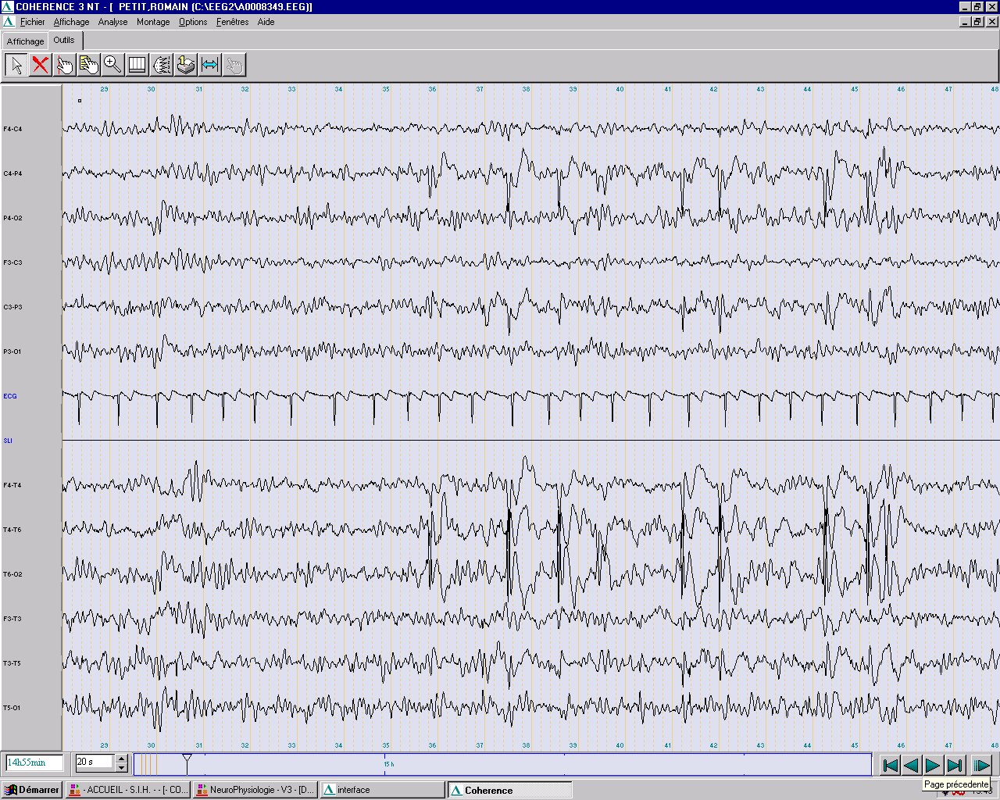 COHERENCE 3 NT - [  PETIT,ROMAIN (C:\EEG2\A0008349.EEG)]
Fichier Affichage Analyse Montage Options Fenêtres Aide
Affichage Outils
29 30 31 32 33 34 35 36 37 38 39 40 41 42 43 44 45 46 47 48
F4-C4
C4-P4
P4-O2
F3-C3
C3-P3
P3-O1
ECG
SLI
F4-T4
T4-T6
T6-O2
F3-T3
T3-T5
T5-O1
29 30 31 32 33 34 35 36 37 38 39 40 41 42 43 44 45 46 47 48
14h55min 20 s 15 h
Page précedente
Démarrer - ACCUEIL - S.I.H. - - [- CO... NeuroPhysiologie - V3 - [D... interface Coherence